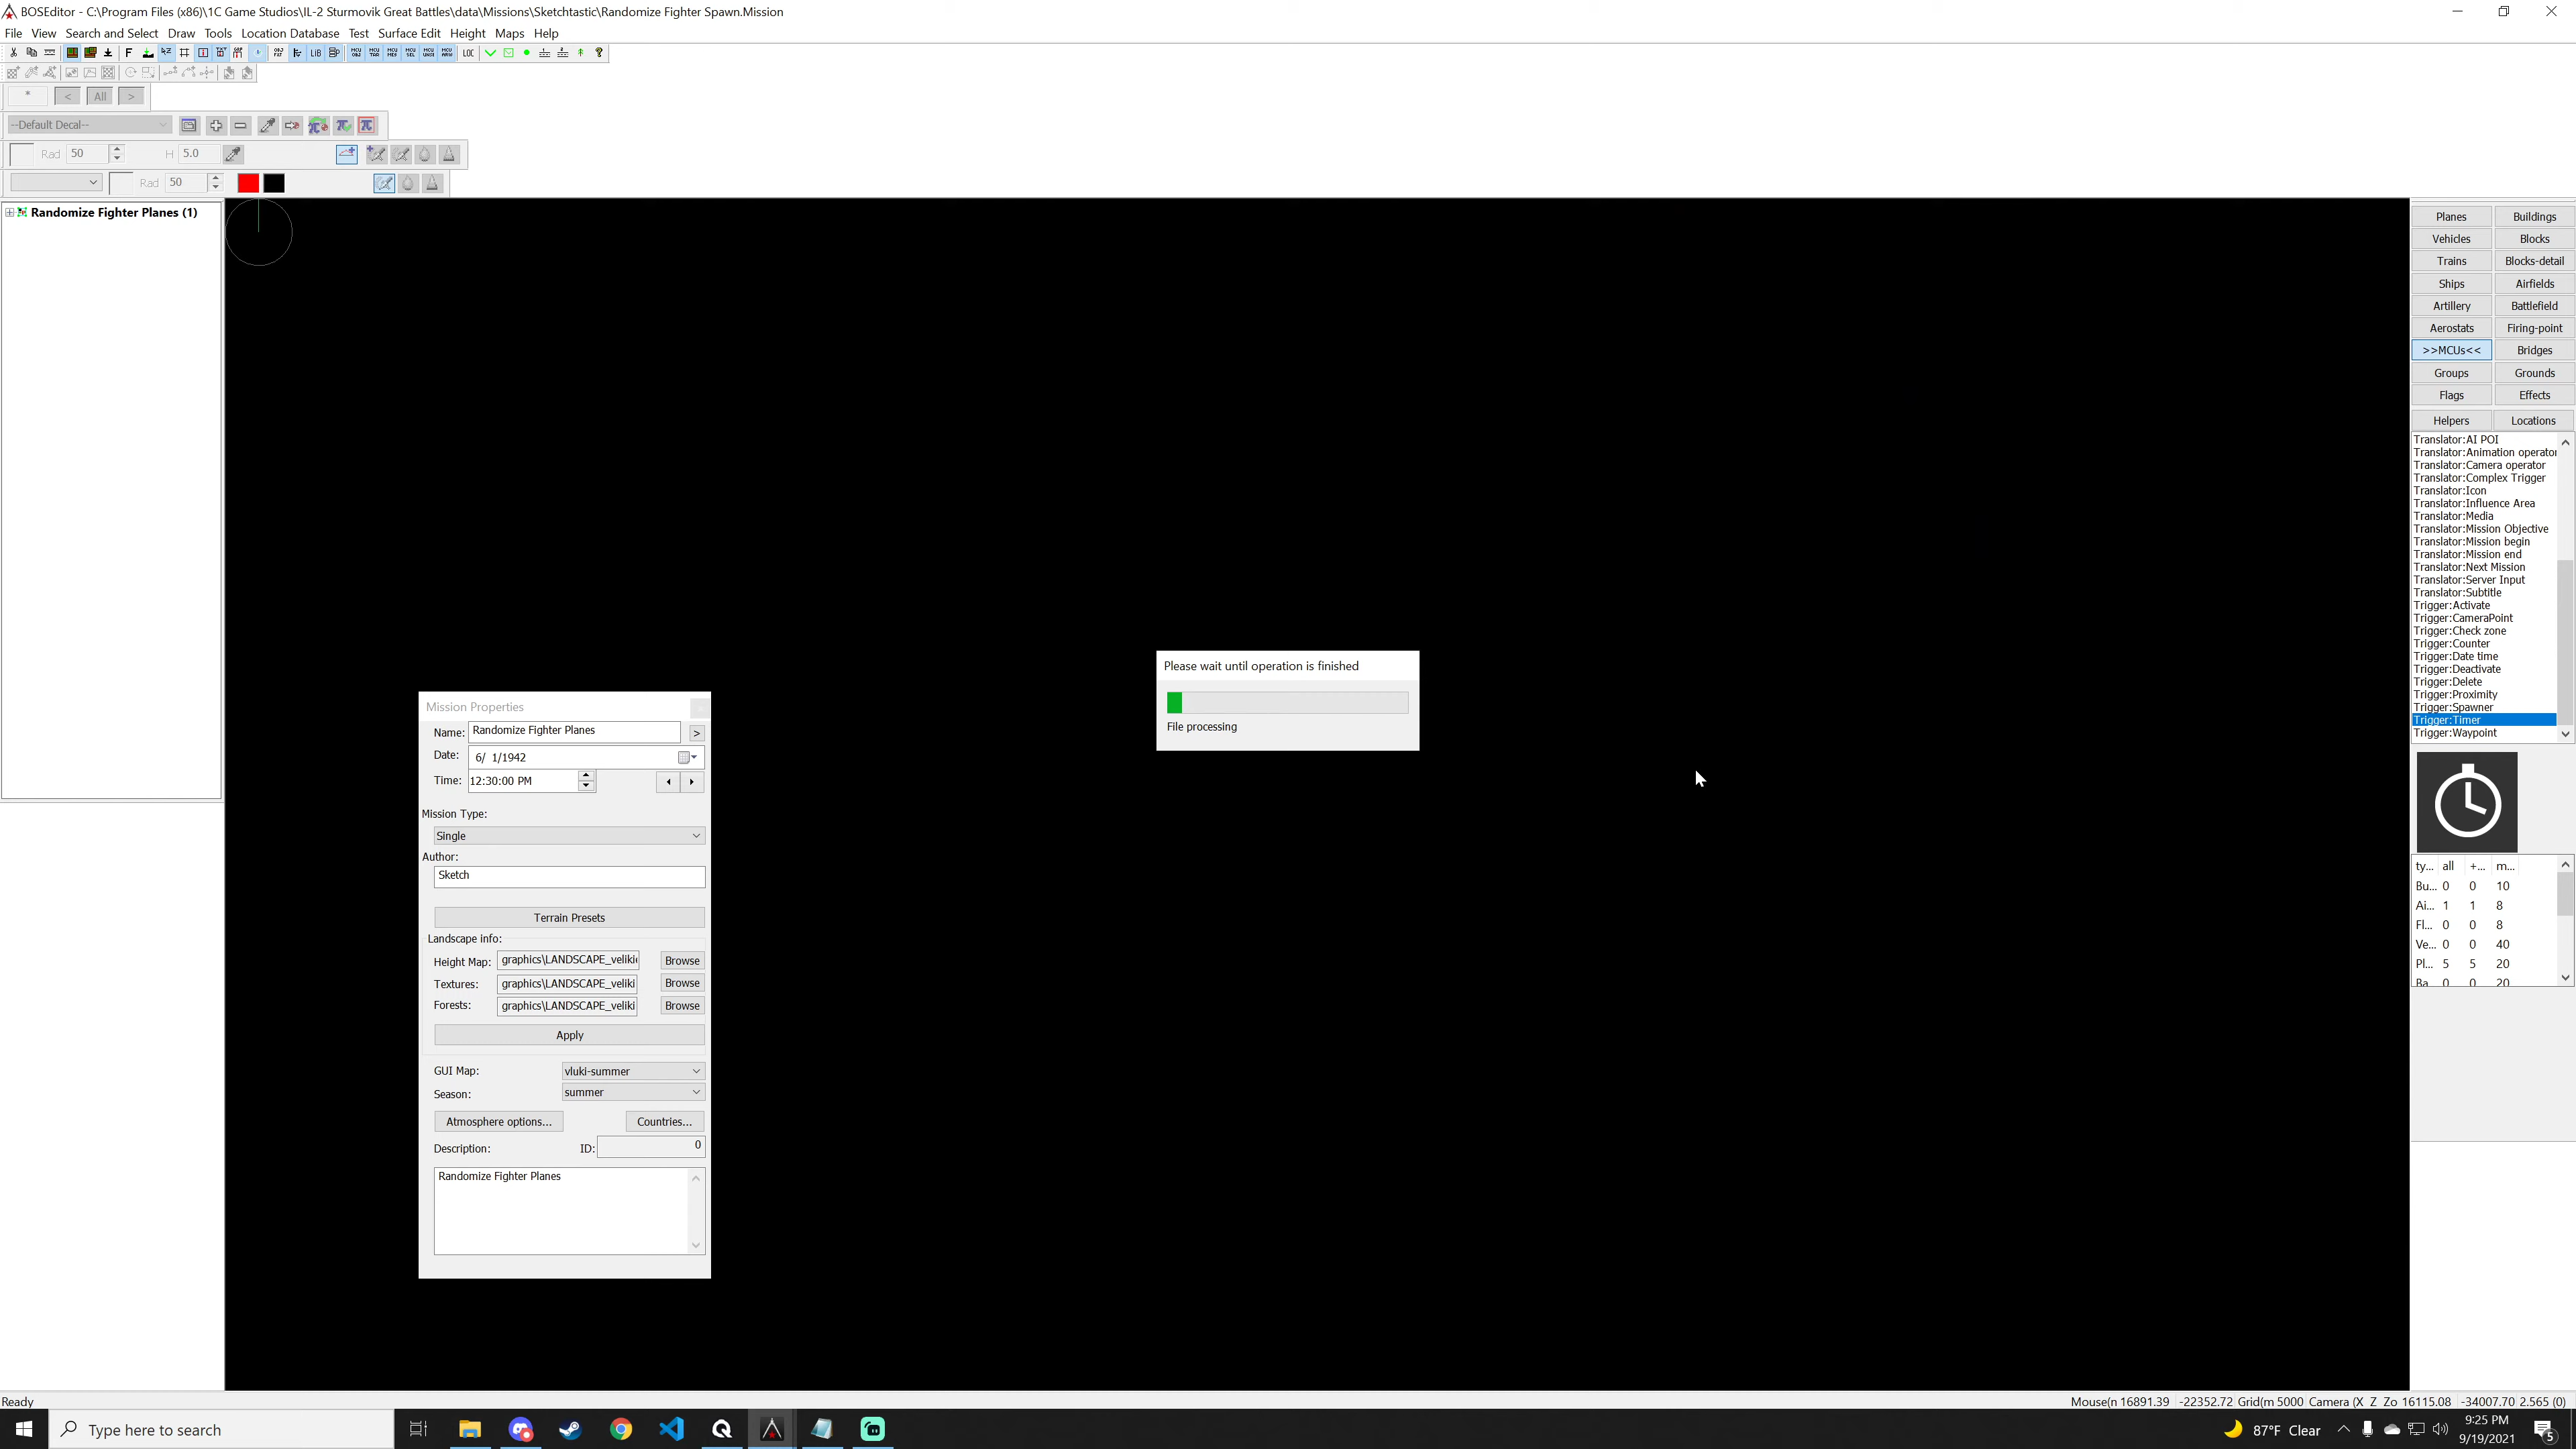 BOSEditor - C:\Program Files (x86)\1C Game Studios\IL-2 Sturmovik Great Battles\data\Missions\Sketchtastic\Randomize Fighter Spawn.Mission
File View Search and Select Draw Tools Location Database Test Surface Edit Height Maps Help
LIB LOC
* < All >
--Default Decal--
Rad 50 H 5.0
Rad 50
Randomize Fighter Planes (1)
Planes Buildings
Vehicles Blocks
Trains Blocks-detail
Ships Airfields
Artillery Battlefield
Aerostats Firing-point
>>MCUs<< Bridges
Groups Grounds
Flags Effects
Helpers Locations
Translator:AI POI
Translator:Animation operator
Translator:Camera operator
Translator:Complex Trigger
Translator:Icon
Translator:Influence Area
Translator:Media
Translator:Mission Objective
Translator:Mission begin
Translator:Mission end
Translator:Next Mission
Translator:Server Input
Translator:Subtitle
Trigger:Activate
Trigger:CameraPoint
Trigger:Check zone
Trigger:Counter
Trigger:Date time
Trigger:Deactivate
Trigger:Delete
Trigger:Proximity
Trigger:Spawner
Trigger:Timer
Trigger:Waypoint
ty... all +... m...
Bu... 0 0 10
Ai... 1 1 8
Fl... 0 0 8
Ve... 0 0 40
Pl... 5 5 20
Ba 0 0 20
Please wait until operation is finished
File processing
Mission Properties
Name: Randomize Fighter Planes >
Date: 6/ 1/1942
Time: 12:30:00 PM
Mission Type:
Single
Author:
Sketch
Terrain Presets
Landscape info:
Height Map: graphics\LANDSCAPE_veliki Browse
Textures: graphics\LANDSCAPE_veliki Browse
Forests: graphics\LANDSCAPE_veliki Browse
Apply
GUI Map: vluki-summer
Season: summer
Atmosphere options... Countries...
Description: ID: 0
Randomize Fighter Planes
Ready
Mouse(n 16891.39 -22352.72 Grid(m 5000 Camera (X Z Zo 16115.08 -34007.70 2.565 (0)
Type here to search
87°F Clear
9:25 PM
9/19/2021
5